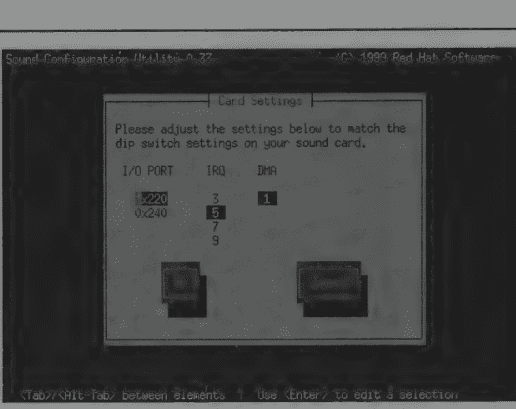 Sound Configuration Utility 0.37 (C) 1999 Red Hat Software
Card Settings
Please adjust the settings below to match the
dip switch settings on your sound card.
I/O PORT IRQ DMA
0x220 3 1
0x240 5
7
9
<Tab>/<Alt-Tab> between elements | Use <Enter> to edit a selection